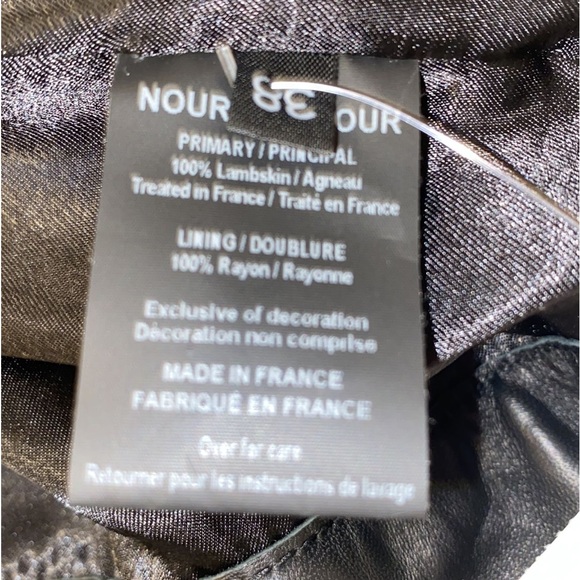 NOUR 38 OUR
PRIMARY / PRINCIPAL
100% Lambskin / Agneau
Treated in France / Traité en France
LINING / DOUBLURE
100% Rayon / Rayonne
Exclusive of decoration
Décoration non comprise
MADE IN FRANCE
FABRIQUÉ EN FRANCE
Over for care
Retourner pour les instructions de lavage